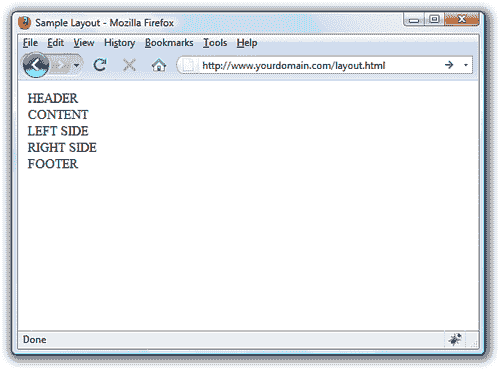 Sample Layout - Mozilla Firefox
File Edit View History Bookmarks Tools Help
http://www.yourdomain.com/layout.html
HEADER
CONTENT
LEFT SIDE
RIGHT SIDE
FOOTER
Done